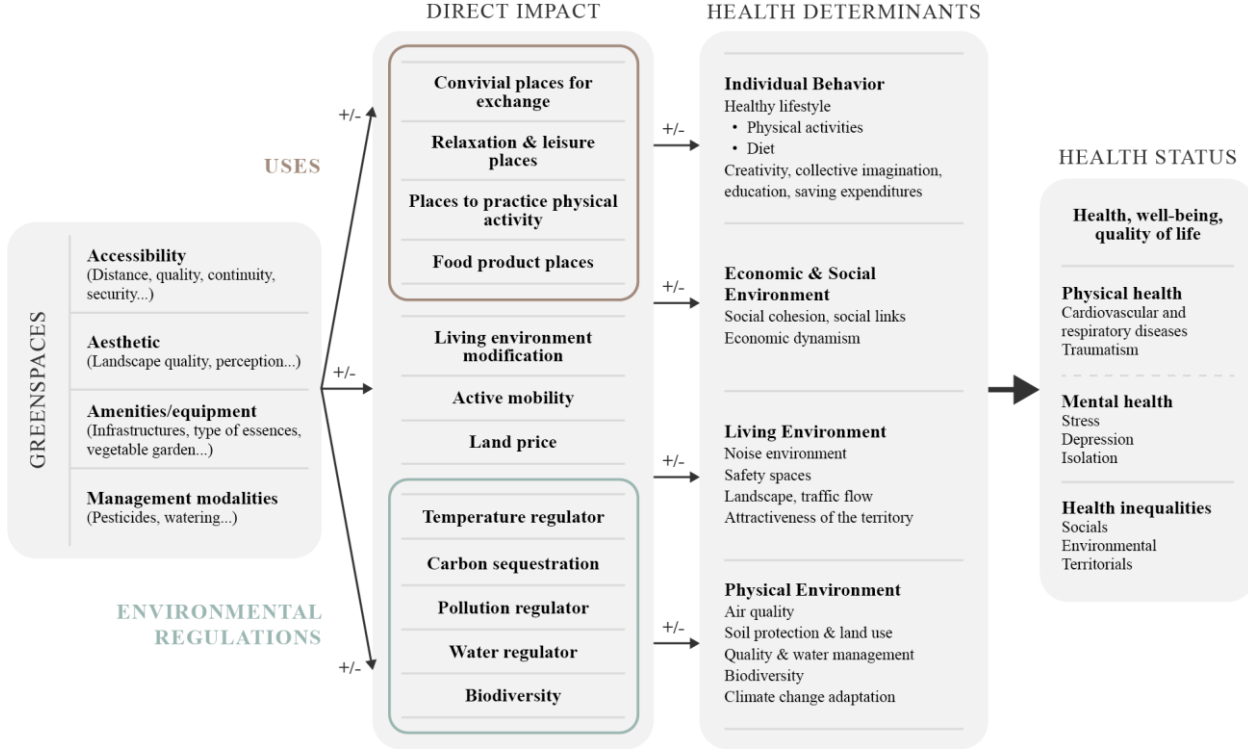 DIRECT IMPACT
HEALTH DETERMINANTS
HEALTH STATUS
USES
ENVIRONMENTAL
REGULATIONS
GREENSPACES
Accessibility
(Distance, quality, continuity,
security...)
Aesthetic
(Landscape quality, perception...)
Amenities/equipment
(Infrastructures, type of essences,
vegetable garden...)
Management modalities
(Pesticides, watering...)
+/-
+/-
+/-
Convivial places for
exchange
Relaxation & leisure
places
Places to practice physical
activity
Food product places
Living environment
modification
Active mobility
Land price
Temperature regulator
Carbon sequestration
Pollution regulator
Water regulator
Biodiversity
+/-
+/-
+/-
+/-
Individual Behavior
Healthy lifestyle
• Physical activities
• Diet
Creativity, collective imagination,
education, saving expenditures
Economic & Social
Environment
Social cohesion, social links
Economic dynamism
Living Environment
Noise environment
Safety spaces
Landscape, traffic flow
Attractiveness of the territory
Physical Environment
Air quality
Soil protection & land use
Quality & water management
Biodiversity
Climate change adaptation
Health, well-being,
quality of life
Physical health
Cardiovascular and
respiratory diseases
Traumatism
Mental health
Stress
Depression
Isolation
Health inequalities
Socials
Environmental
Territorials